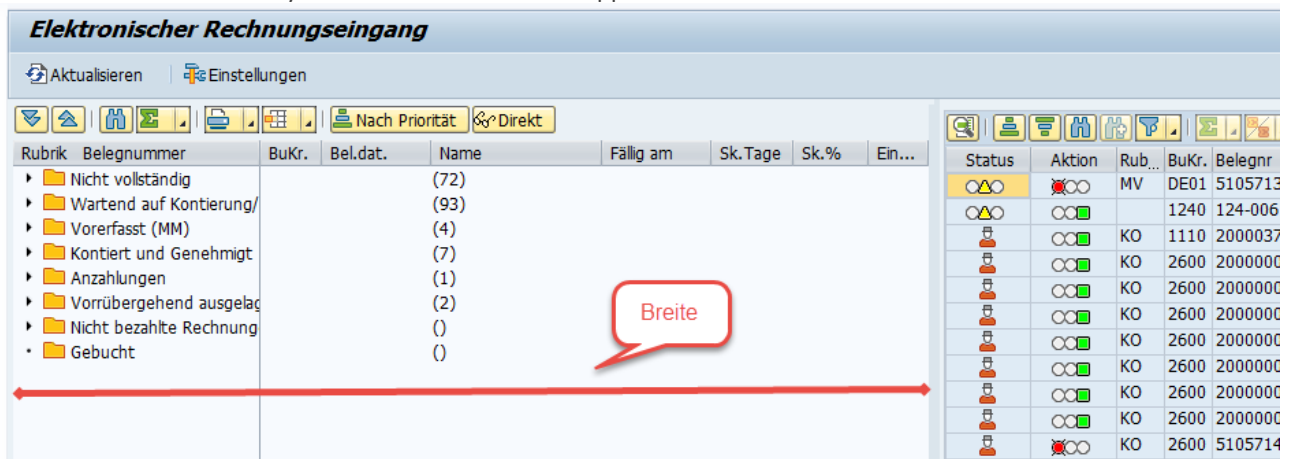 Elektronischer Rechnungseingang
Aktualisieren Einstellungen
Nach Priorität Direkt
Rubrik Belegnummer BuKr. Bel.dat. Name Fällig am Sk.Tage Sk.% Ein...
Nicht vollständig (72)
Wartend auf Kontierung/ (93)
Vorerfasst (MM) (4)
Kontiert und Genehmigt (7)
Anzahlungen (1)
Vorrübergehend ausgelag (2)
Nicht bezahlte Rechnung ()
Gebucht ()
Breite
Status Aktion Rub... BuKr. Belegnr
MV DE01 5105713
1240 124-006
KO 1110 2000037
KO 2600 2000000
KO 2600 2000000
KO 2600 2000000
KO 2600 2000000
KO 2600 2000000
KO 2600 2000000
KO 2600 2000000
KO 2600 5105714